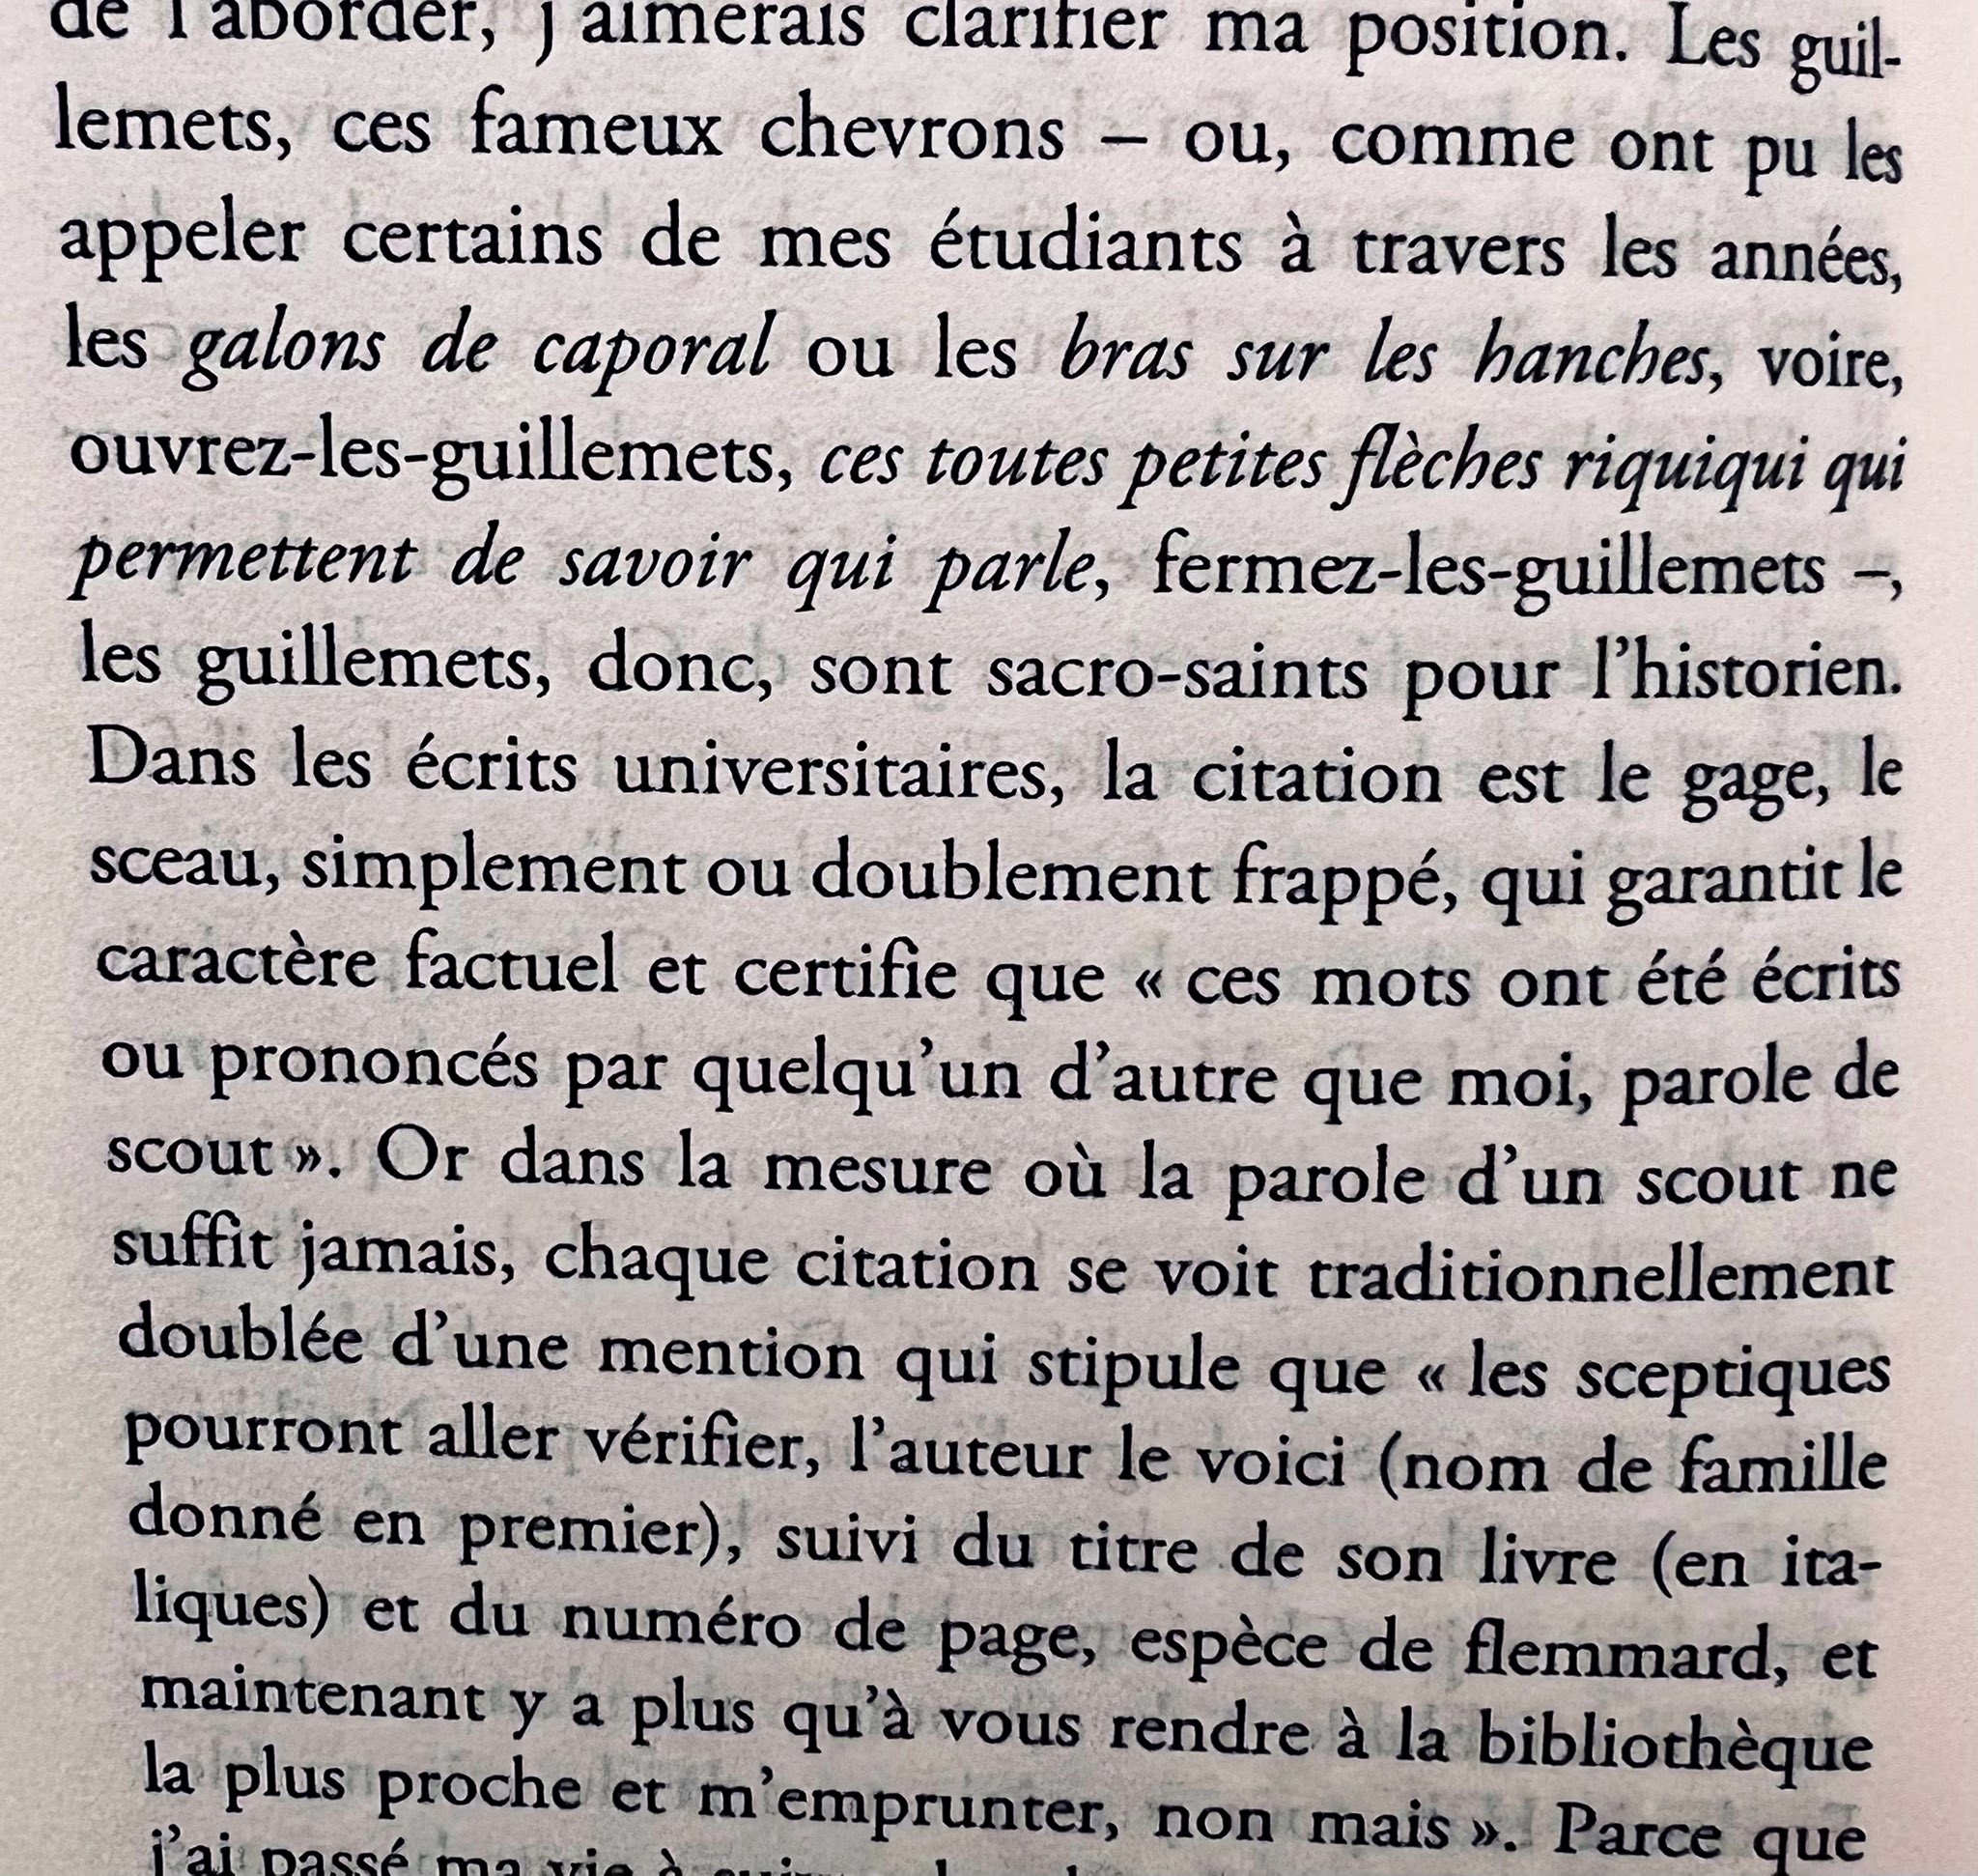 de l'aborder, j'aimerais clarifier ma position. Les guil-
lemets, ces fameux chevrons – ou, comme ont pu les
appeler certains de mes étudiants à travers les années,
les galons de caporal ou les bras sur les hanches, voire,
ouvrez-les-guillemets, ces toutes petites flèches riquiqui qui
permettent de savoir qui parle, fermez-les-guillemets –,
les guillemets, donc, sont sacro-saints pour l'historien.
Dans les écrits universitaires, la citation est le gage, le
sceau, simplement ou doublement frappé, qui garantit le
caractère factuel et certifie que « ces mots ont été écrits
ou prononcés par quelqu'un d'autre que moi, parole de
scout ». Or dans la mesure où la parole d'un scout ne
suffit jamais, chaque citation se voit traditionnellement
doublée d'une mention qui stipule que « les sceptiques
pourront aller vérifier, l'auteur le voici (nom de famille
donné en premier), suivi du titre de son livre (en ita-
liques) et du numéro de page, espèce de flemmard, et
maintenant y a plus qu'à vous rendre à la bibliothèque
la plus proche et m'emprunter, non mais ». Parce que
j'ai passé ma vie à